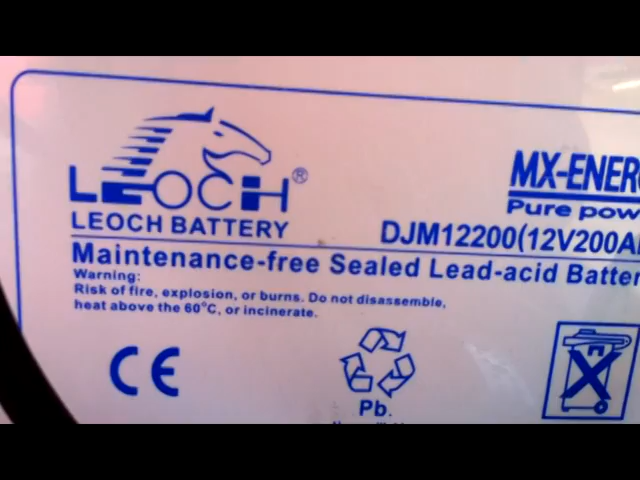 LEOCH®
LEOCH BATTERY
MX-ENER
Pure pow
DJM12200(12V200A
Maintenance-free Sealed Lead-acid Batter
Warning:
Risk of fire, explosion, or burns. Do not disassemble,
heat above the 60°C, or incinerate.
CE
Pb.